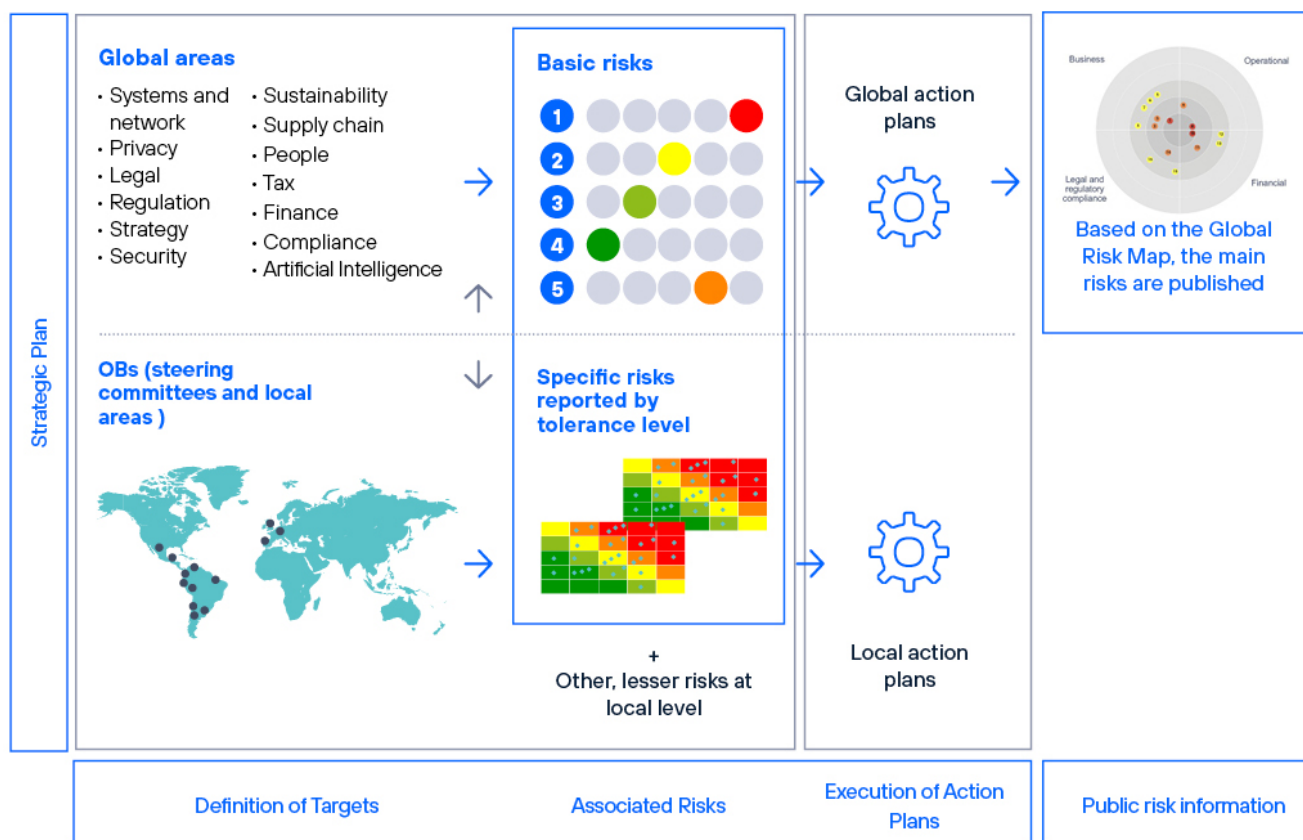 Strategic Plan
Global areas
• Systems and
network
• Privacy
• Legal
• Regulation
• Strategy
• Security
• Sustainability
• Supply chain
• People
• Tax
• Finance
• Compliance
• Artificial Intelligence
Basic risks
1
2
3
4
5
Global action
plans
Business
Operational
Legal and
regulatory
compliance
Financial
Based on the Global
Risk Map, the main
risks are published
OBs (steering
committees and local
areas )
Specific risks
reported by
tolerance level
+
Other, lesser risks at
local level
Local action
plans
Definition of Targets
Associated Risks
Execution of Action
Plans
Public risk information